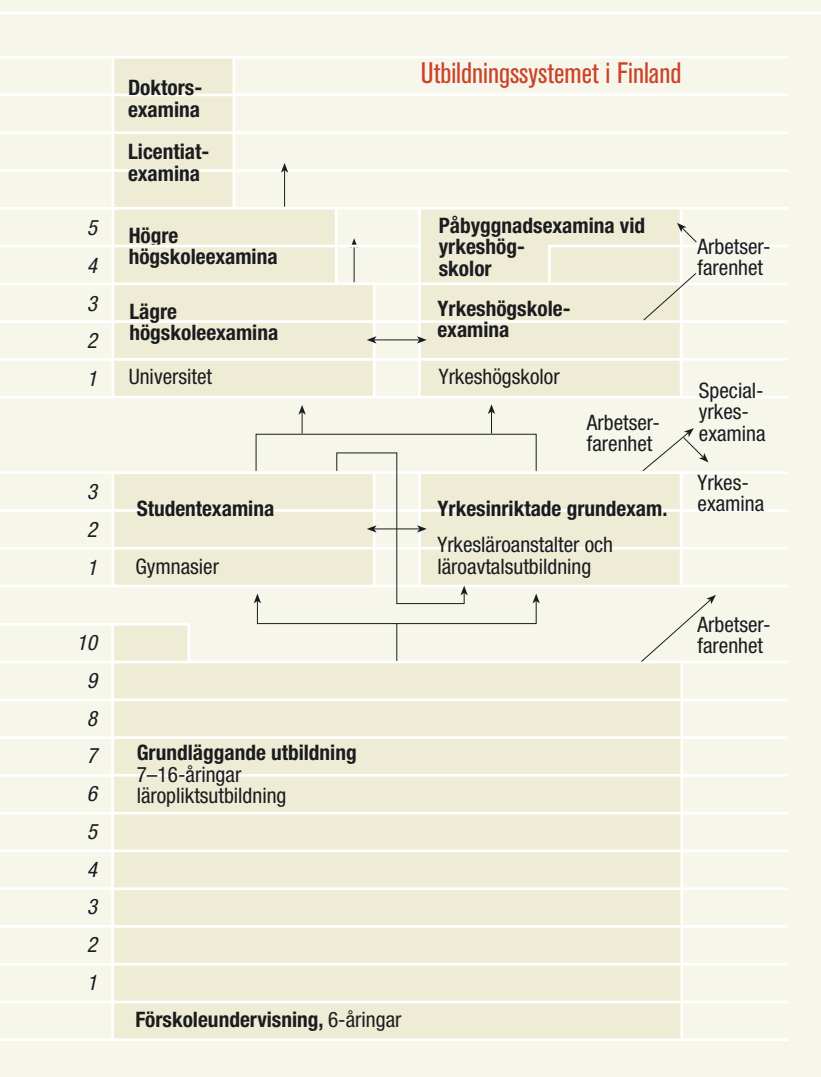 Utbildningssystemet i Finland
Doktors-
examina
Licentiat-
examina
5
Högre
högskoleexamina
4
Påbyggnadsexamina vid
yrkeshög-
skolor
Arbetser-
farenhet
3
Lägre
högskoleexamina
2
Yrkeshögskole-
examina
1
Universitet
Yrkeshögskolor
Arbetser-
farenhet
Special-
yrkes-
examina
Yrkes-
examina
3
Studentexamina
2
Yrkesinriktade grundexam.
Yrkesläroanstalter och
läroavtalsutbildning
1
Gymnasier
Arbetser-
farenhet
10
9
8
7
Grundläggande utbildning
7–16-åringar
6
läropliktsutbildning
5
4
3
2
1
Förskoleundervisning, 6-åringar